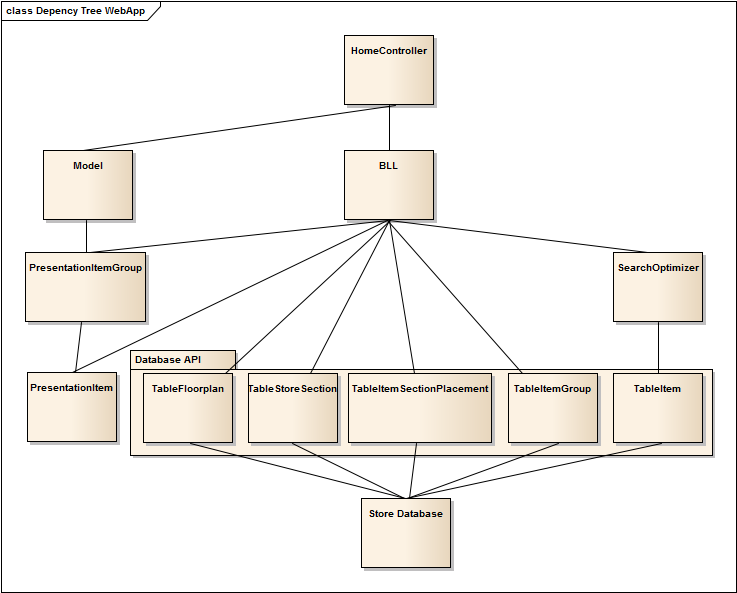 class Depency Tree WebApp
HomeController
Model
BLL
PresentationItemGroup
SearchOptimizer
Database API
PresentationItem
TableFloorplan
TableStoreSection
TableItemSectionPlacement
TableItemGroup
TableItem
Store Database